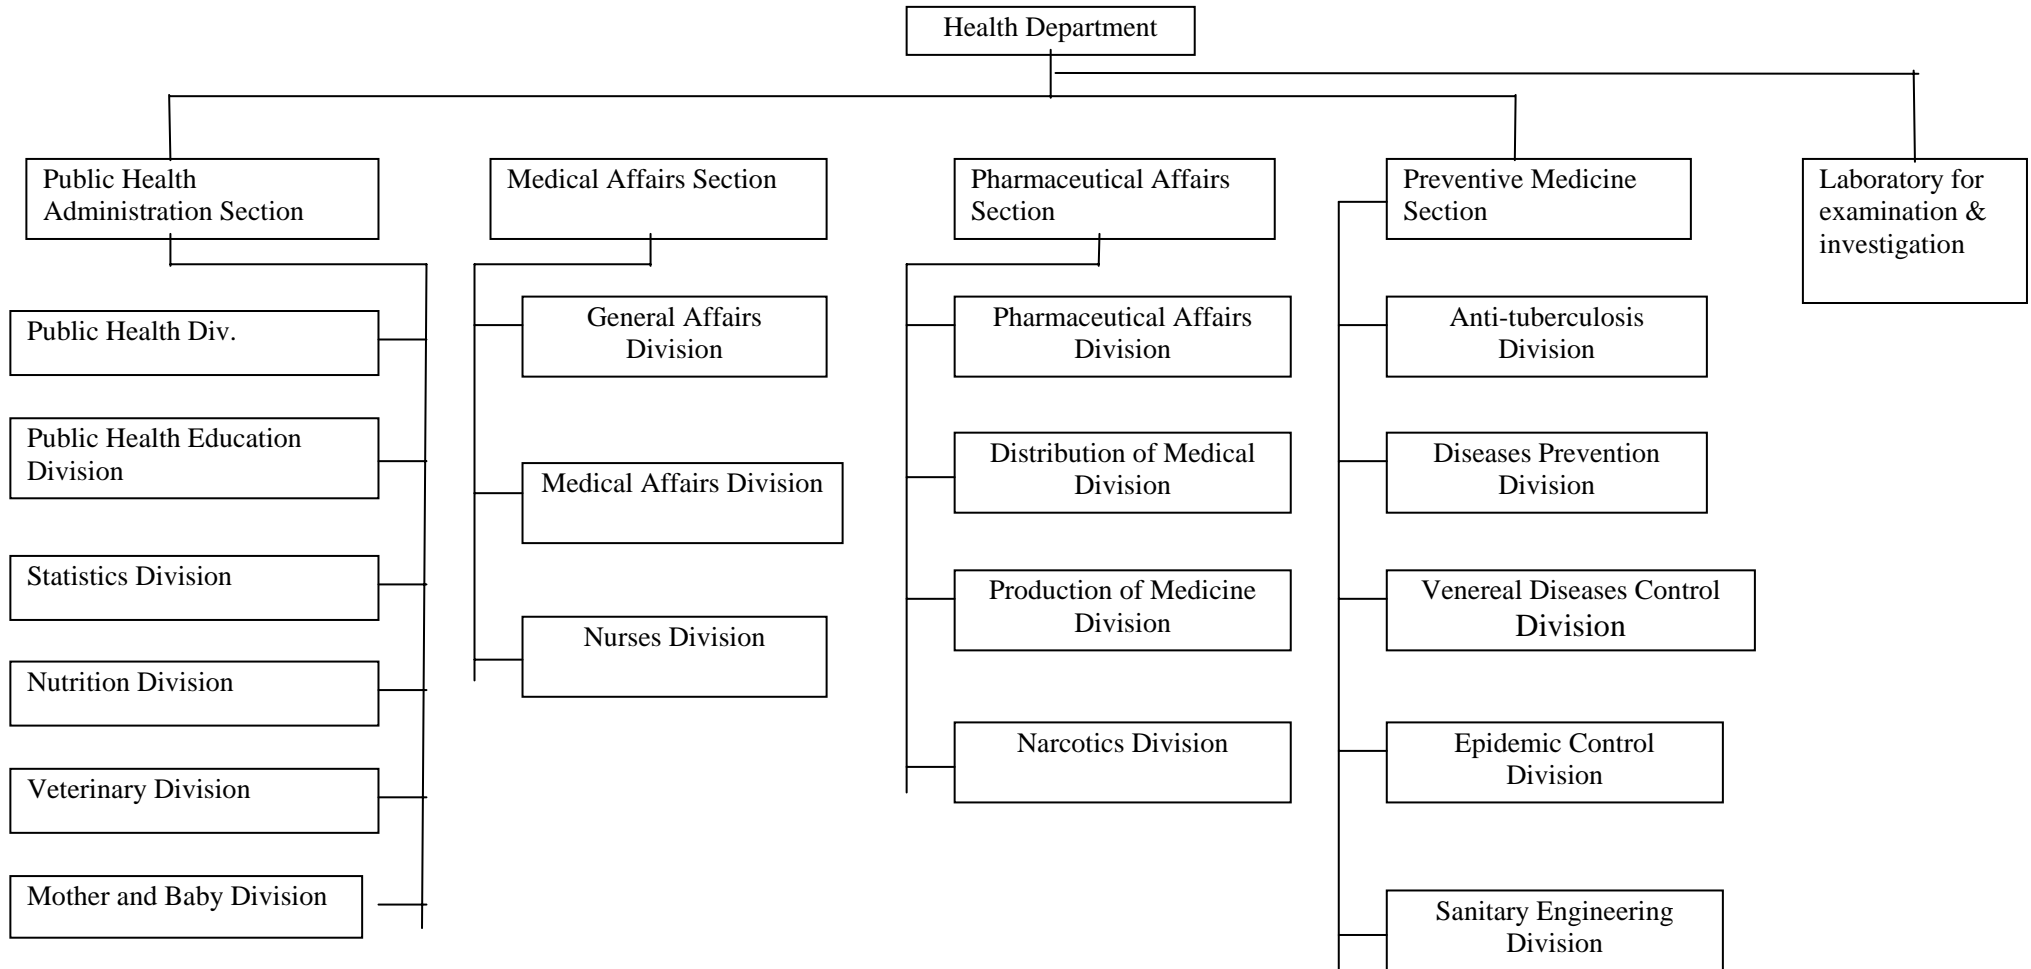 Health Department
Public Health
Administration Section
Medical Affairs Section
Pharmaceutical Affairs
Section
Preventive Medicine
Section
Laboratory for
examination &
investigation
Public Health Div.
Public Health Education
Division
Statistics Division
Nutrition Division
Veterinary Division
Mother and Baby Division
General Affairs
Division
Medical Affairs Division
Nurses Division
Pharmaceutical Affairs
Division
Distribution of Medical
Division
Production of Medicine
Division
Narcotics Division
Anti-tuberculosis
Division
Diseases Prevention
Division
Venereal Diseases Control
Division
Epidemic Control
Division
Sanitary Engineering
Division